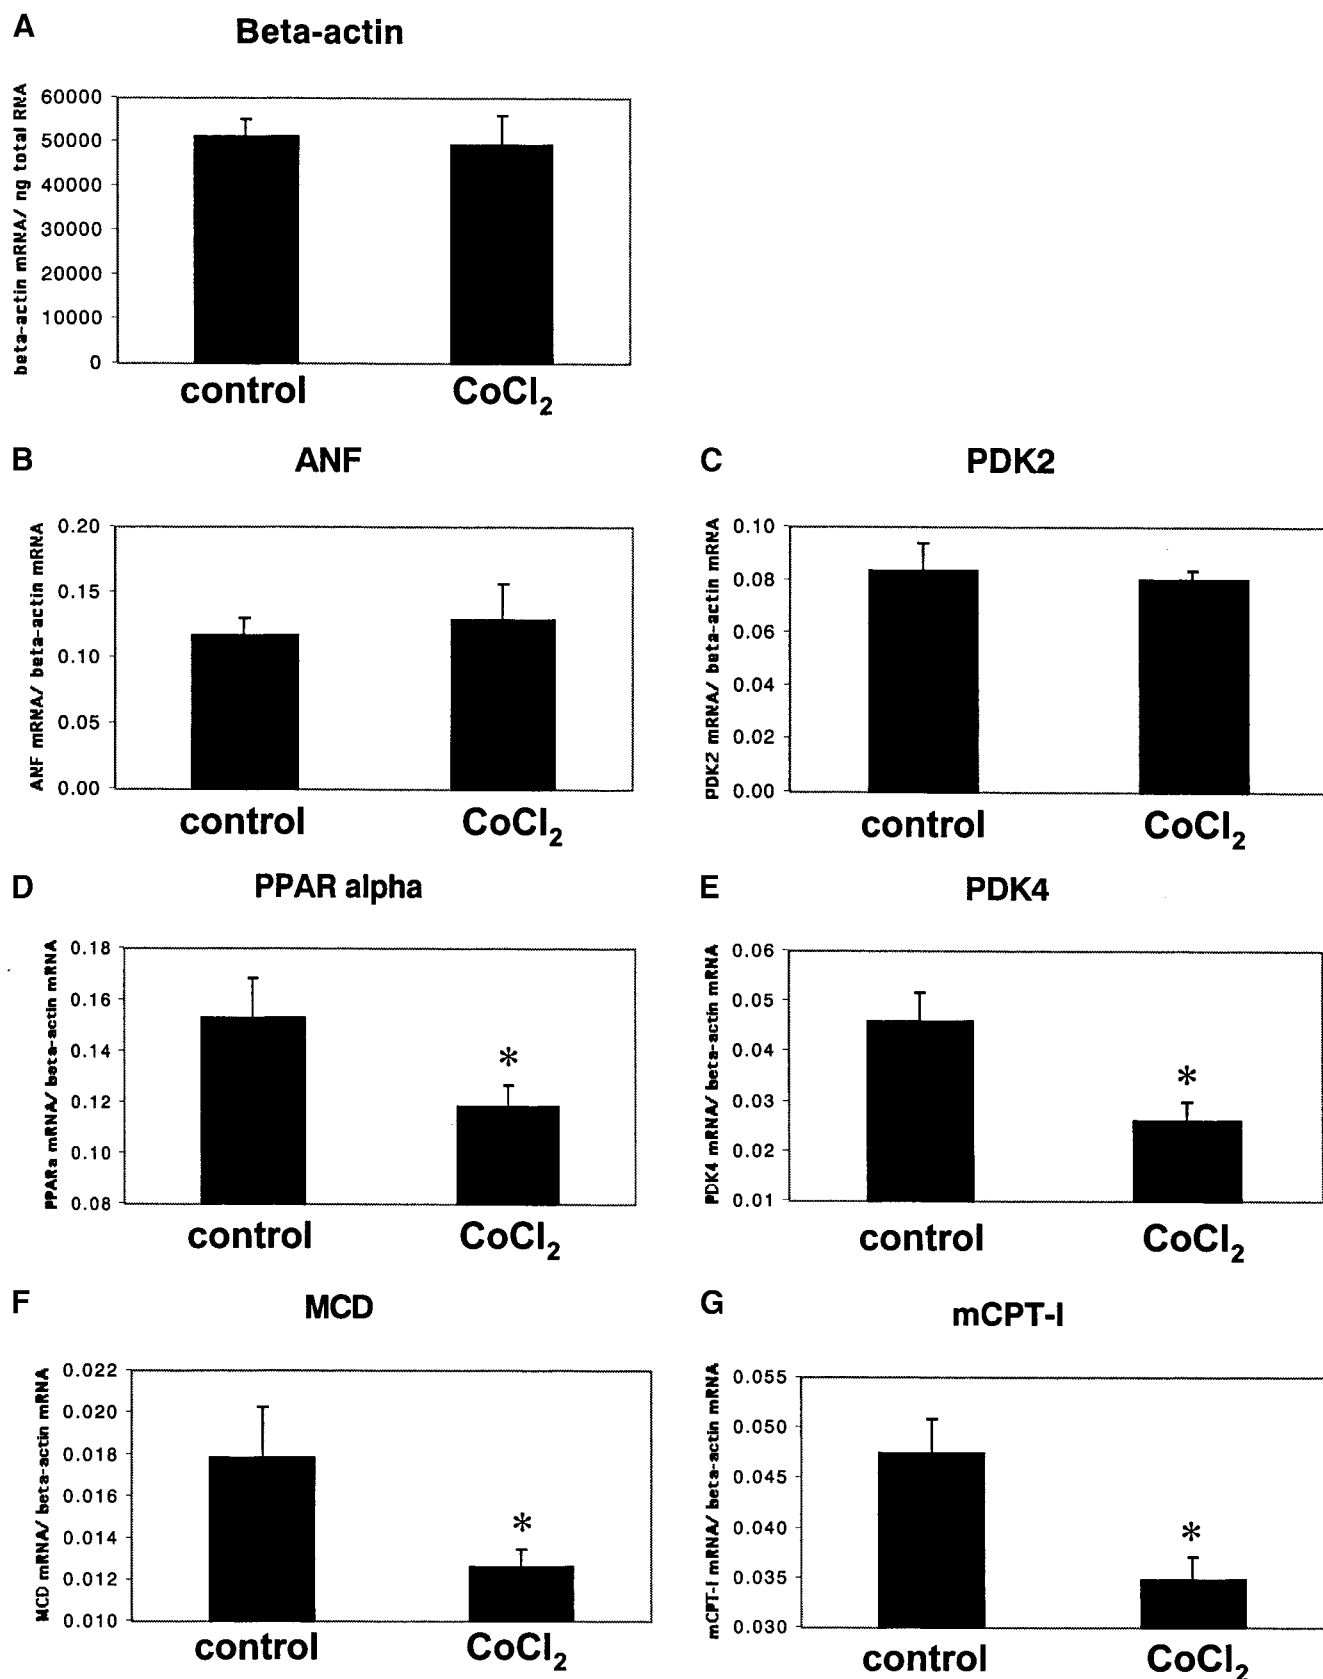 A
Beta-actin
beta-actin mRNA/ ng total RNA
60000
50000
40000
30000
20000
10000
0
control
CoCl₂
B
ANF
ANF mRNA/ beta-actin mRNA
0.20
0.15
0.10
0.05
0.00
control
CoCl₂
C
PDK2
PDK2 mRNA/ beta-actin mRNA
0.10
0.08
0.06
0.04
0.02
0.00
control
CoCl₂
D
PPAR alpha
PPARa mRNA/ beta-actin mRNA
0.18
0.16
0.14
0.12
0.10
0.08
*
control
CoCl₂
E
PDK4
PDK4 mRNA/ beta-actin mRNA
0.06
0.05
0.04
0.03
0.02
0.01
*
control
CoCl₂
F
MCD
MCD mRNA/ beta-actin mRNA
0.022
0.020
0.018
0.016
0.014
0.012
0.010
*
control
CoCl₂
G
mCPT-I
mCPT-I mRNA/ beta-actin mRNA
0.055
0.050
0.045
0.040
0.035
0.030
*
control
CoCl₂